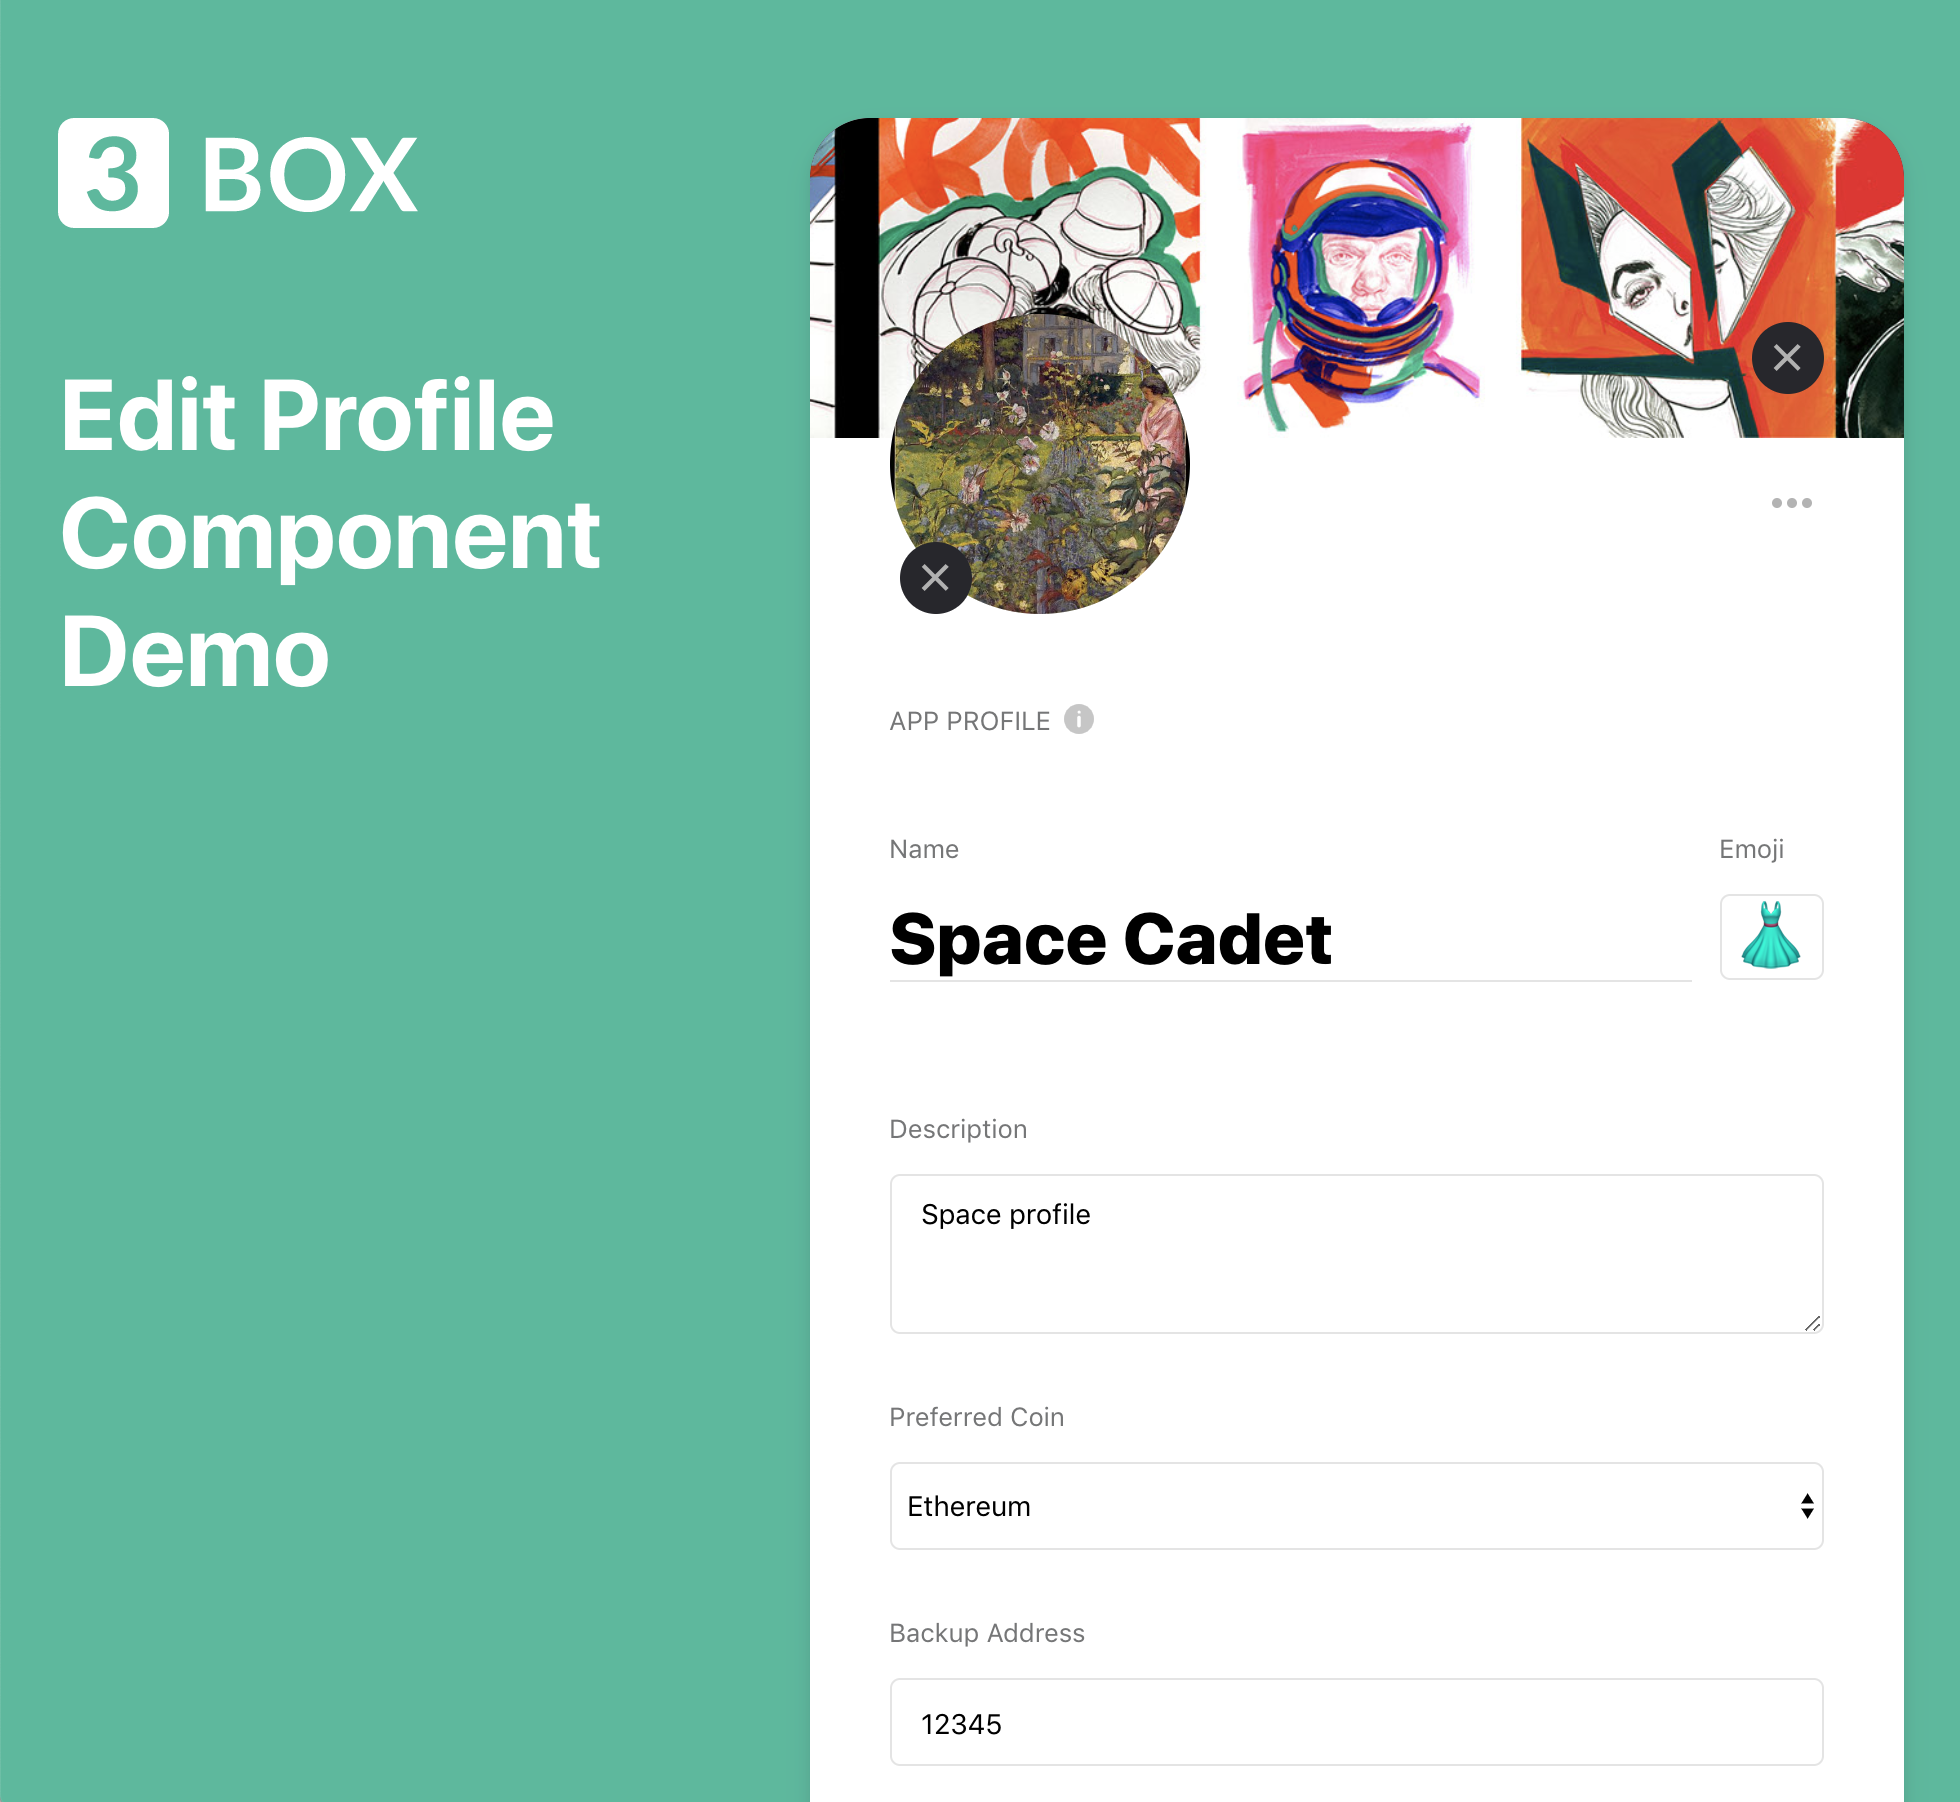 3 BOX
Edit Profile
Component
Demo
APP PROFILE i
Name
Emoji
Space Cadet
Description
Space profile
Preferred Coin
Ethereum
Backup Address
12345